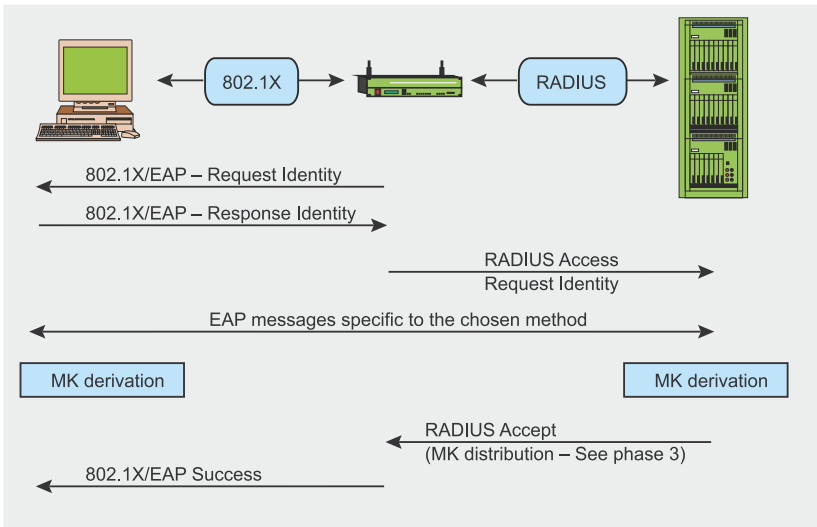 802.1X
RADIUS
802.1X/EAP – Request Identity
802.1X/EAP – Response Identity
RADIUS Access
Request Identity
EAP messages specific to the chosen method
MK derivation
MK derivation
RADIUS Accept
(MK distribution – See phase 3)
802.1X/EAP Success